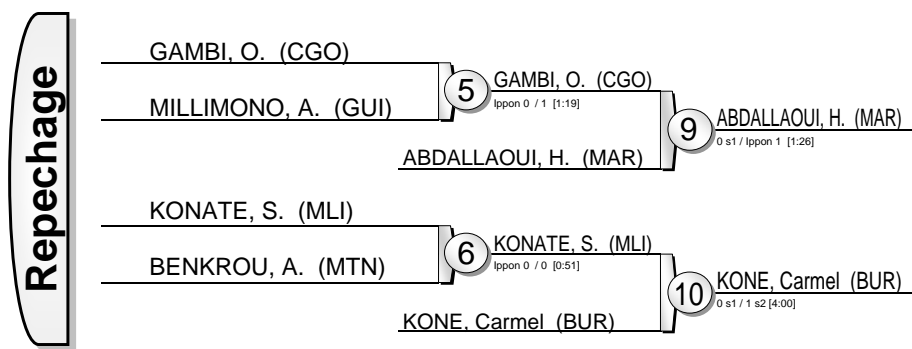 Repechage
GAMBI, O. (CGO)
MILLIMONO, A. (GUI)
5
GAMBI, O. (CGO)
Ippon 0 / 1 [1:19]
ABDALLAOUI, H. (MAR)
9
ABDALLAOUI, H. (MAR)
0 s1 / Ippon 1 [1:26]
KONATE, S. (MLI)
BENKROU, A. (MTN)
6
KONATE, S. (MLI)
Ippon 0 / 0 [0:51]
KONE, Carmel (BUR)
10
KONE, Carmel (BUR)
0 s1 / 1 s2 [4:00]